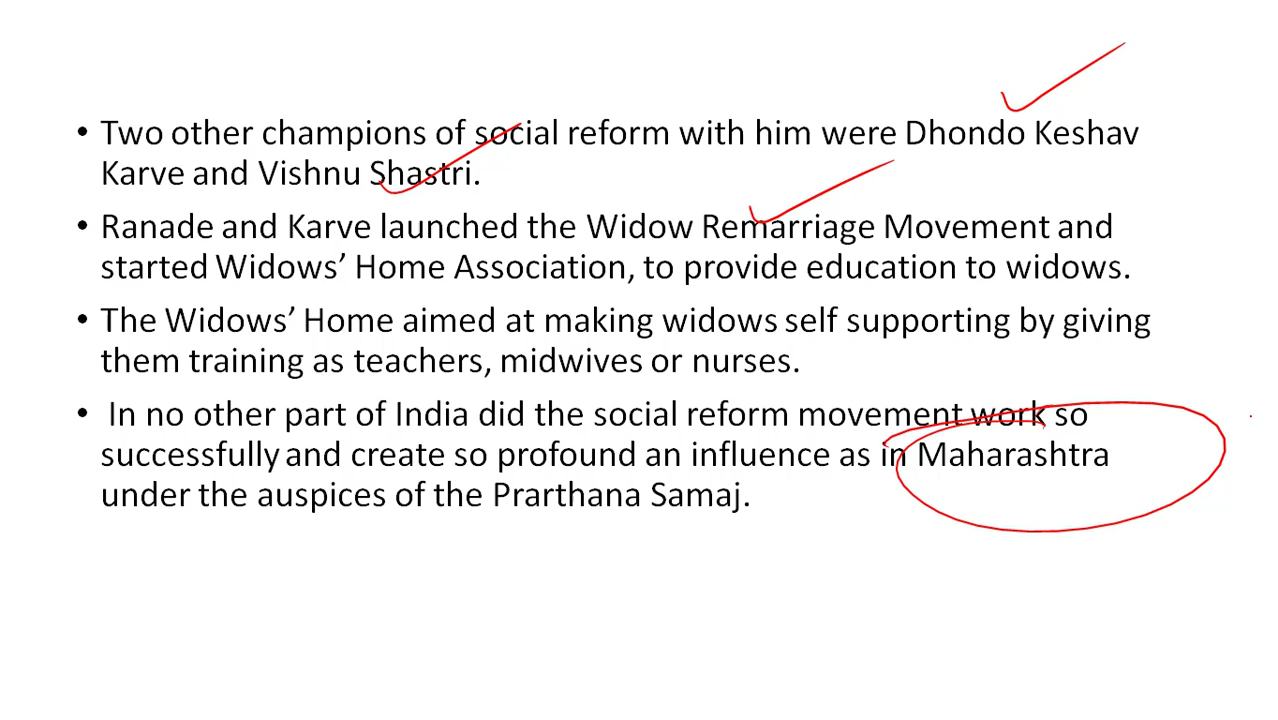 • Two other champions of social reform with him were Dhondo Keshav
Karve and Vishnu Shastri.
• Ranade and Karve launched the Widow Remarriage Movement and
started Widows’ Home Association, to provide education to widows.
• The Widows’ Home aimed at making widows self supporting by giving
them training as teachers, midwives or nurses.
• In no other part of India did the social reform movement work so
successfully and create so profound an influence as in Maharashtra
under the auspices of the Prarthana Samaj.